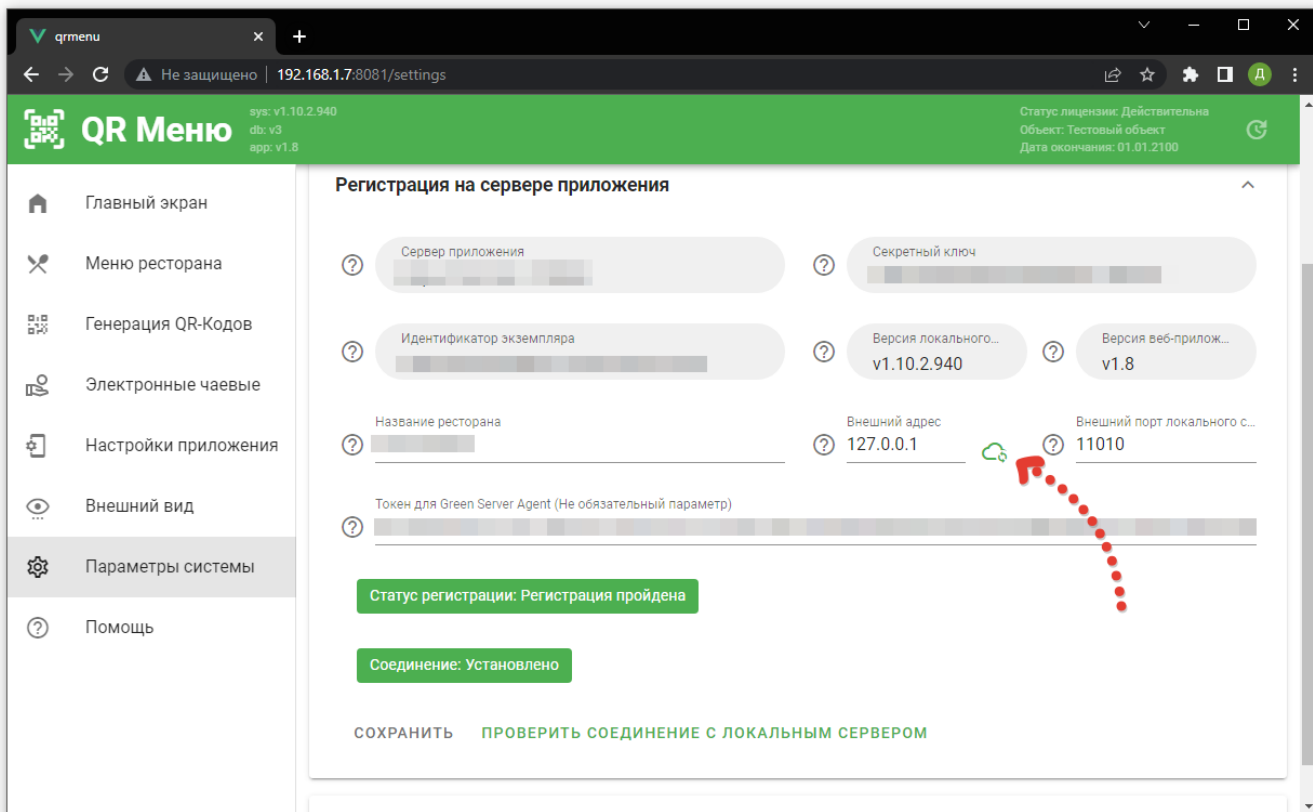 qrmenu
Не защищено | 192.168.1.7:8081/settings
Д
QR Меню
sys: v1.10.2.940
db: v3
app: v1.8
Статус лицензии: Действительна
Объект: Тестовый объект
Дата окончания: 01.01.2100
Главный экран
Меню ресторана
Генерация QR-Кодов
Электронные чаевые
Настройки приложения
Внешний вид
Параметры системы
Помощь
Регистрация на сервере приложения
Сервер приложения
Секретный ключ
Идентификатор экземпляра
Версия локального...
v1.10.2.940
Версия веб-прилож...
v1.8
Название ресторана
Внешний адрес
127.0.0.1
Внешний порт локального с...
11010
Токен для Green Server Agent (Не обязательный параметр)
Статус регистрации: Регистрация пройдена
Соединение: Установлено
СОХРАНИТЬ
ПРОВЕРИТЬ СОЕДИНЕНИЕ С ЛОКАЛЬНЫМ СЕРВЕРОМ